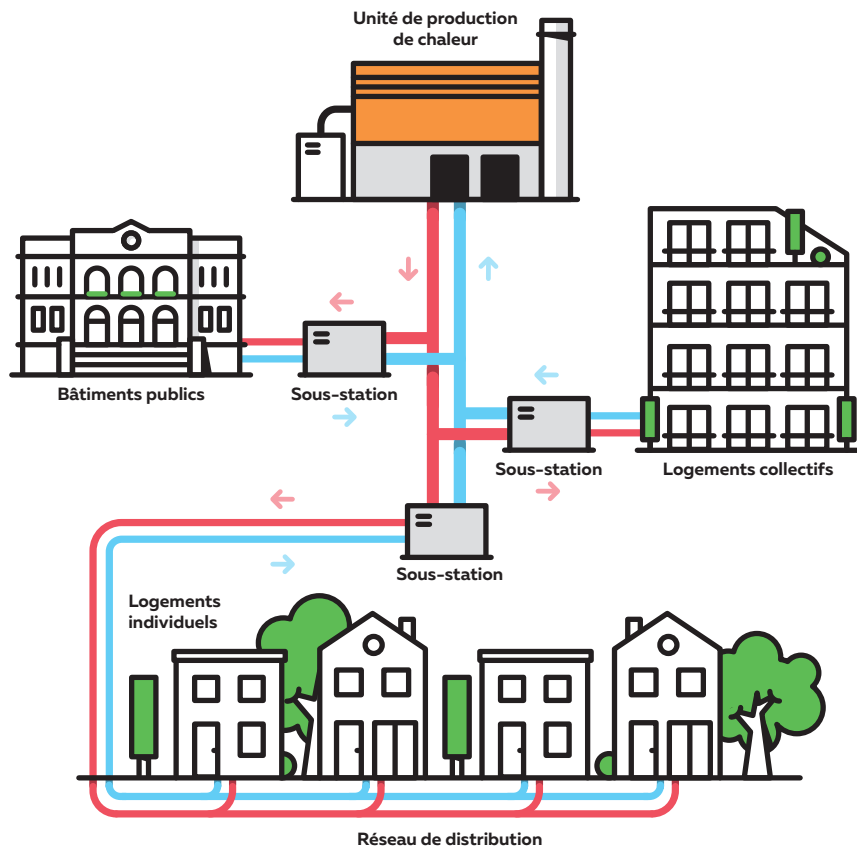 Unité de production
de chaleur
Bâtiments publics
Sous-station
Sous-station
Logements collectifs
Sous-station
Logements
individuels
Réseau de distribution